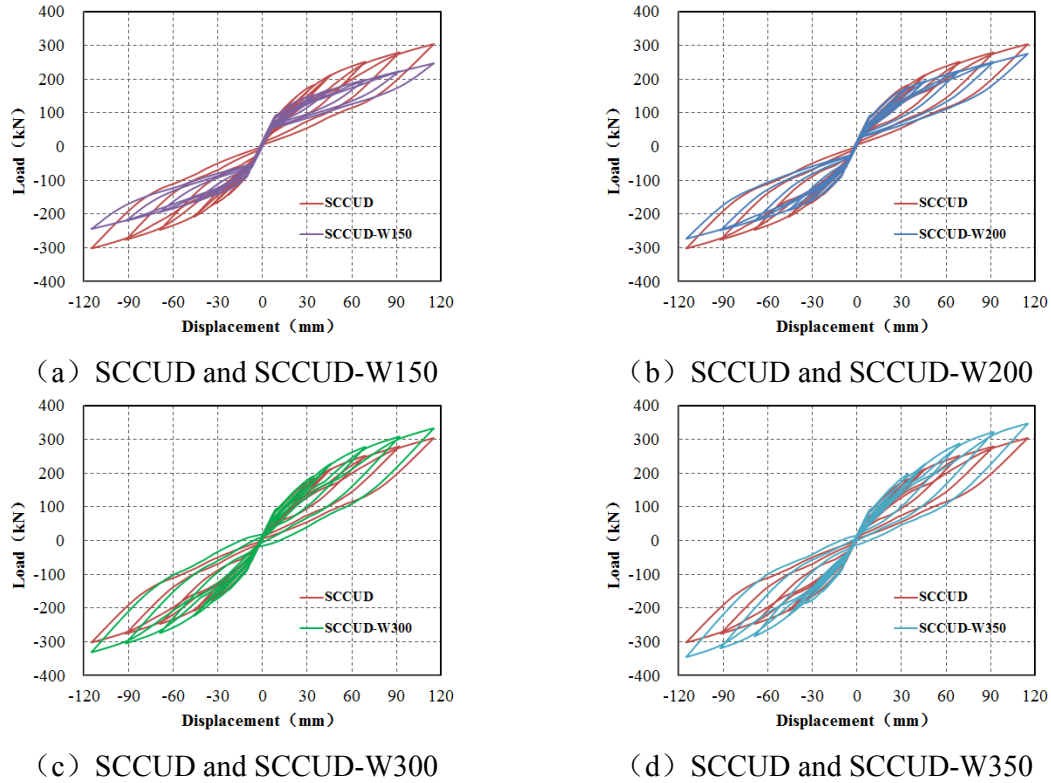 400
300
200
100
0
-100
-200
-300
-400
Load (kN)
-120 -90 -60 -30 0 30 60 90 120
Displacement（mm）
SCCUD
SCCUD-W150
（a）SCCUD and SCCUD-W150
400
300
200
100
0
-100
-200
-300
-400
Load (kN)
-120 -90 -60 -30 0 30 60 90 120
Displacement（mm）
SCCUD
SCCUD-W200
（b）SCCUD and SCCUD-W200
400
300
200
100
0
-100
-200
-300
-400
Load (kN)
-120 -90 -60 -30 0 30 60 90 120
Displacement（mm）
SCCUD
SCCUD-W300
（c）SCCUD and SCCUD-W300
400
300
200
100
0
-100
-200
-300
-400
Load (kN)
-120 -90 -60 -30 0 30 60 90 120
Displacement（mm）
SCCUD
SCCUD-W350
（d）SCCUD and SCCUD-W350